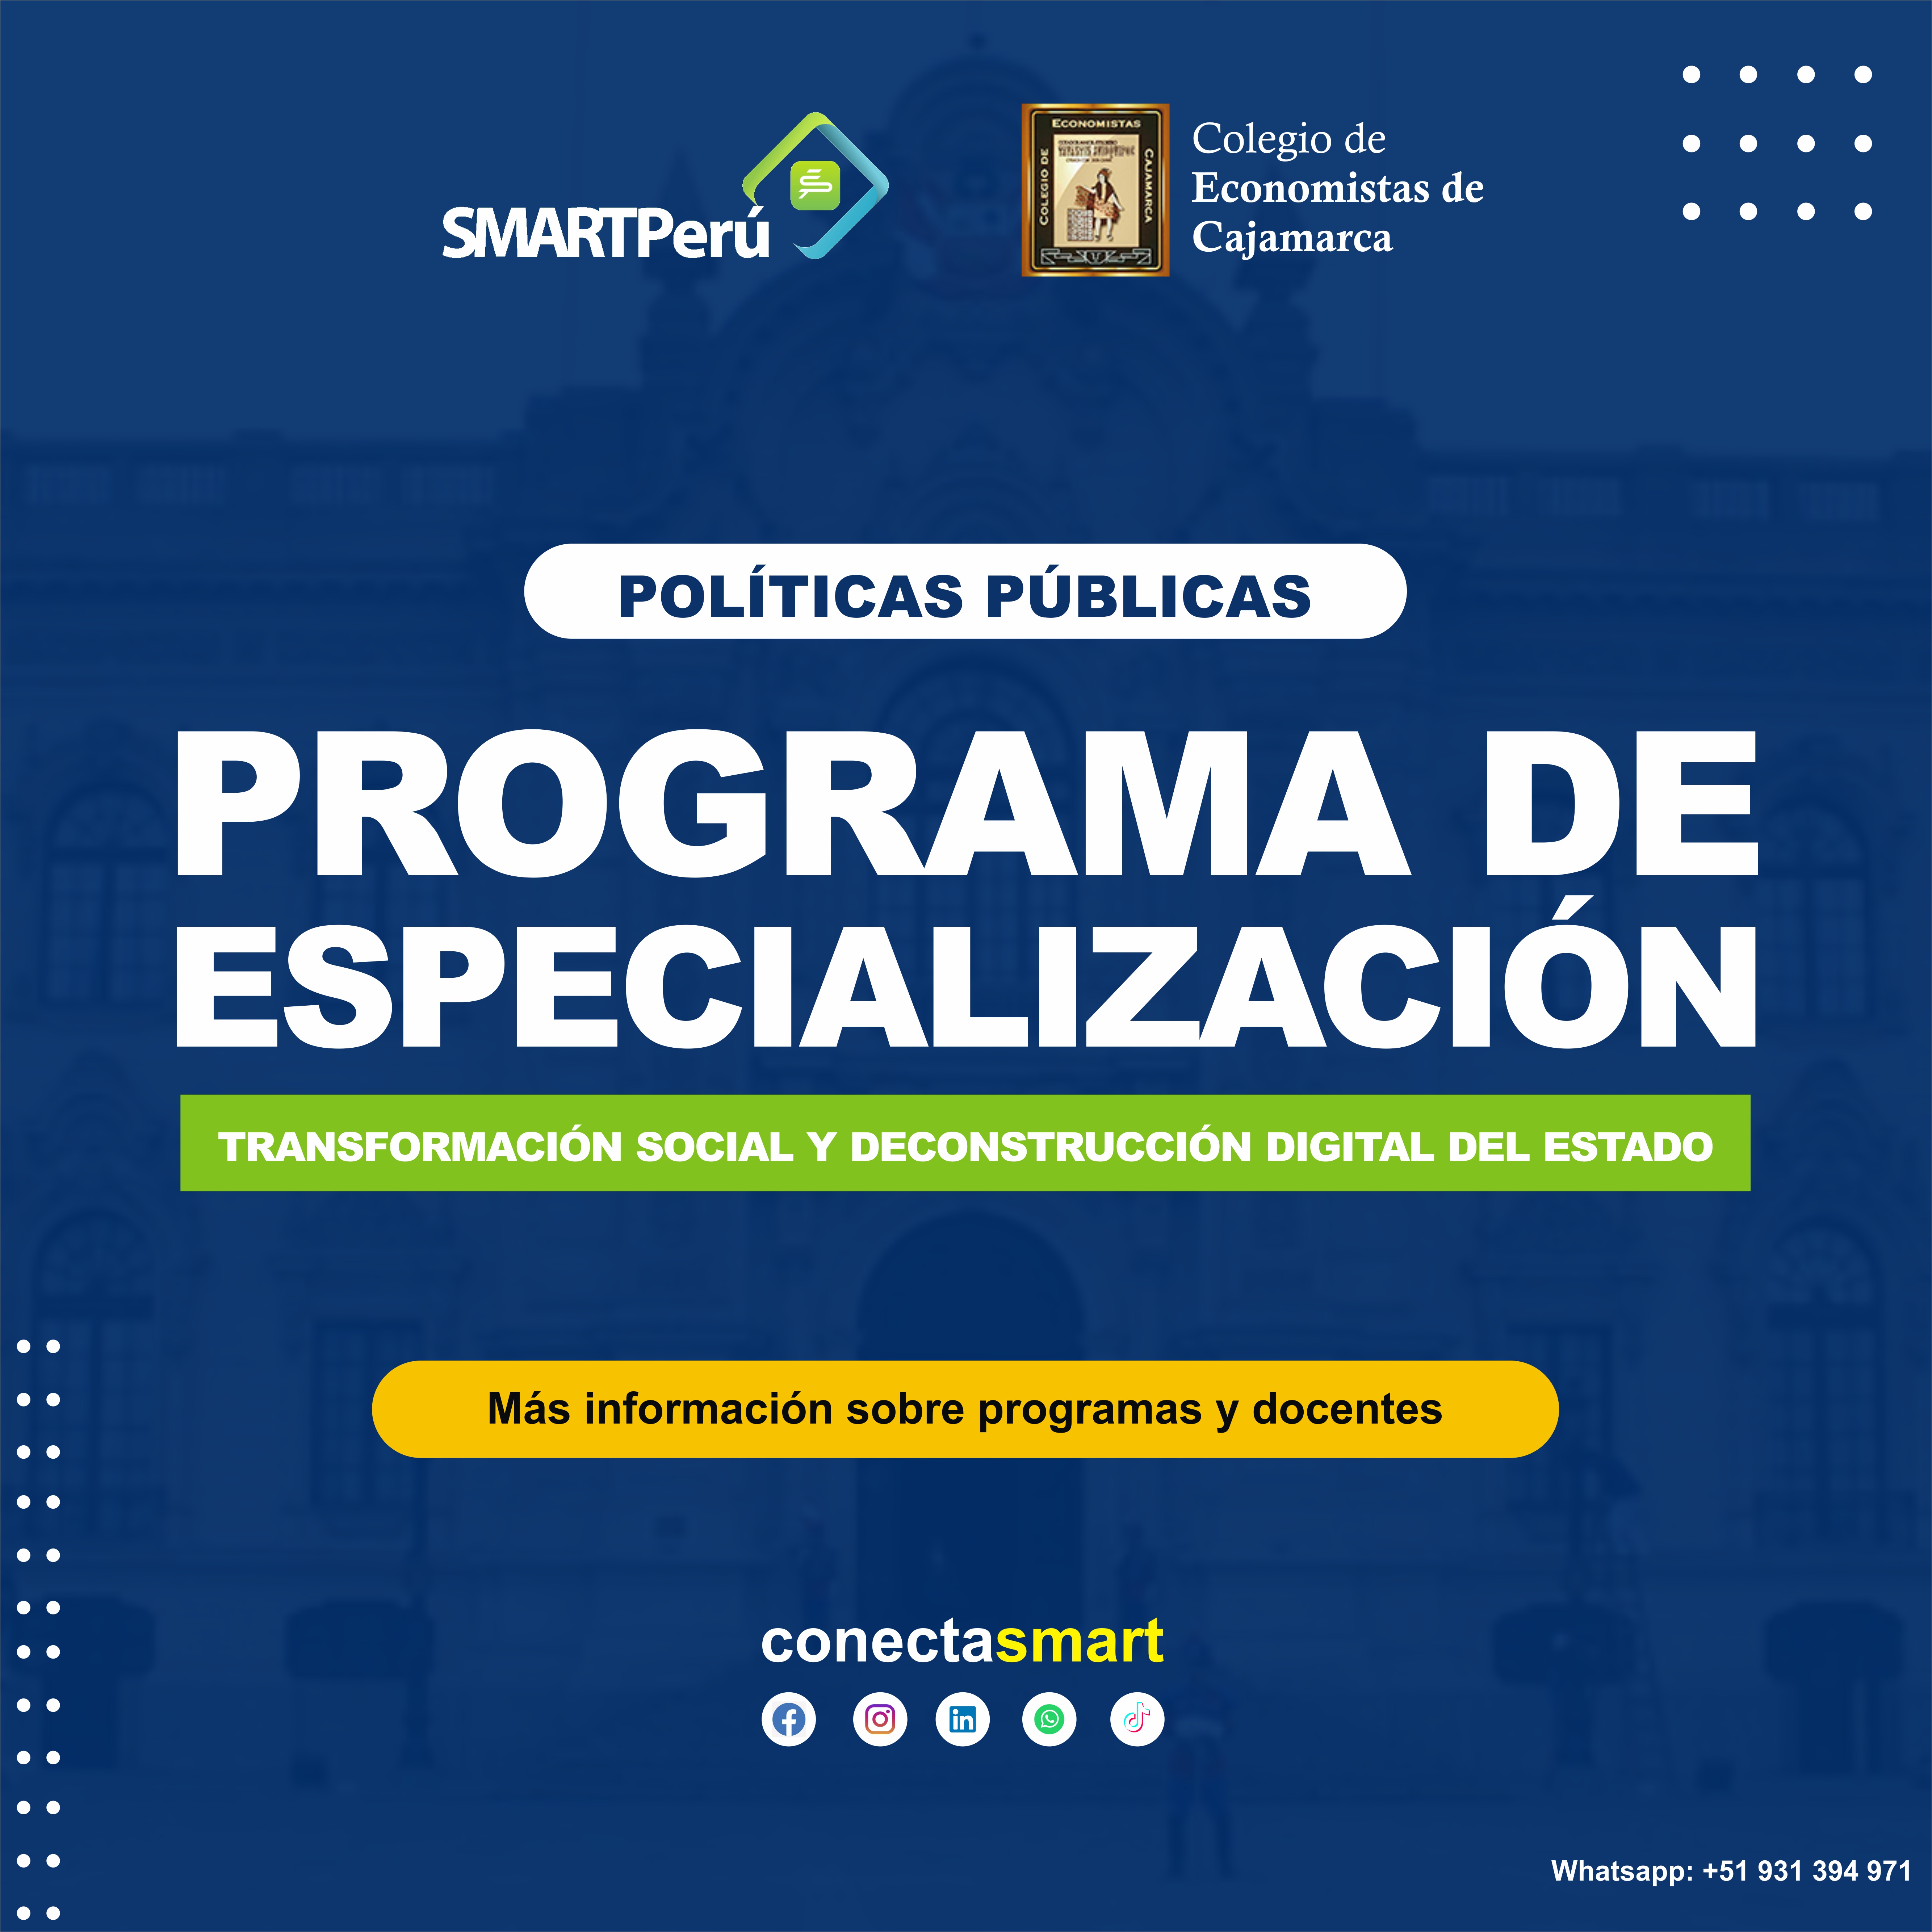 SMARTPerú
ECONOMISTAS
COLEGIO DE
CAJAMARCA
Colegio de
Economistas de
Cajamarca
POLÍTICAS PÚBLICAS
PROGRAMA DE
ESPECIALIZACIÓN
TRANSFORMACIÓN SOCIAL Y DECONSTRUCCIÓN DIGITAL DEL ESTADO
Más información sobre programas y docentes
conectasmart
Whatsapp: +51 931 394 971